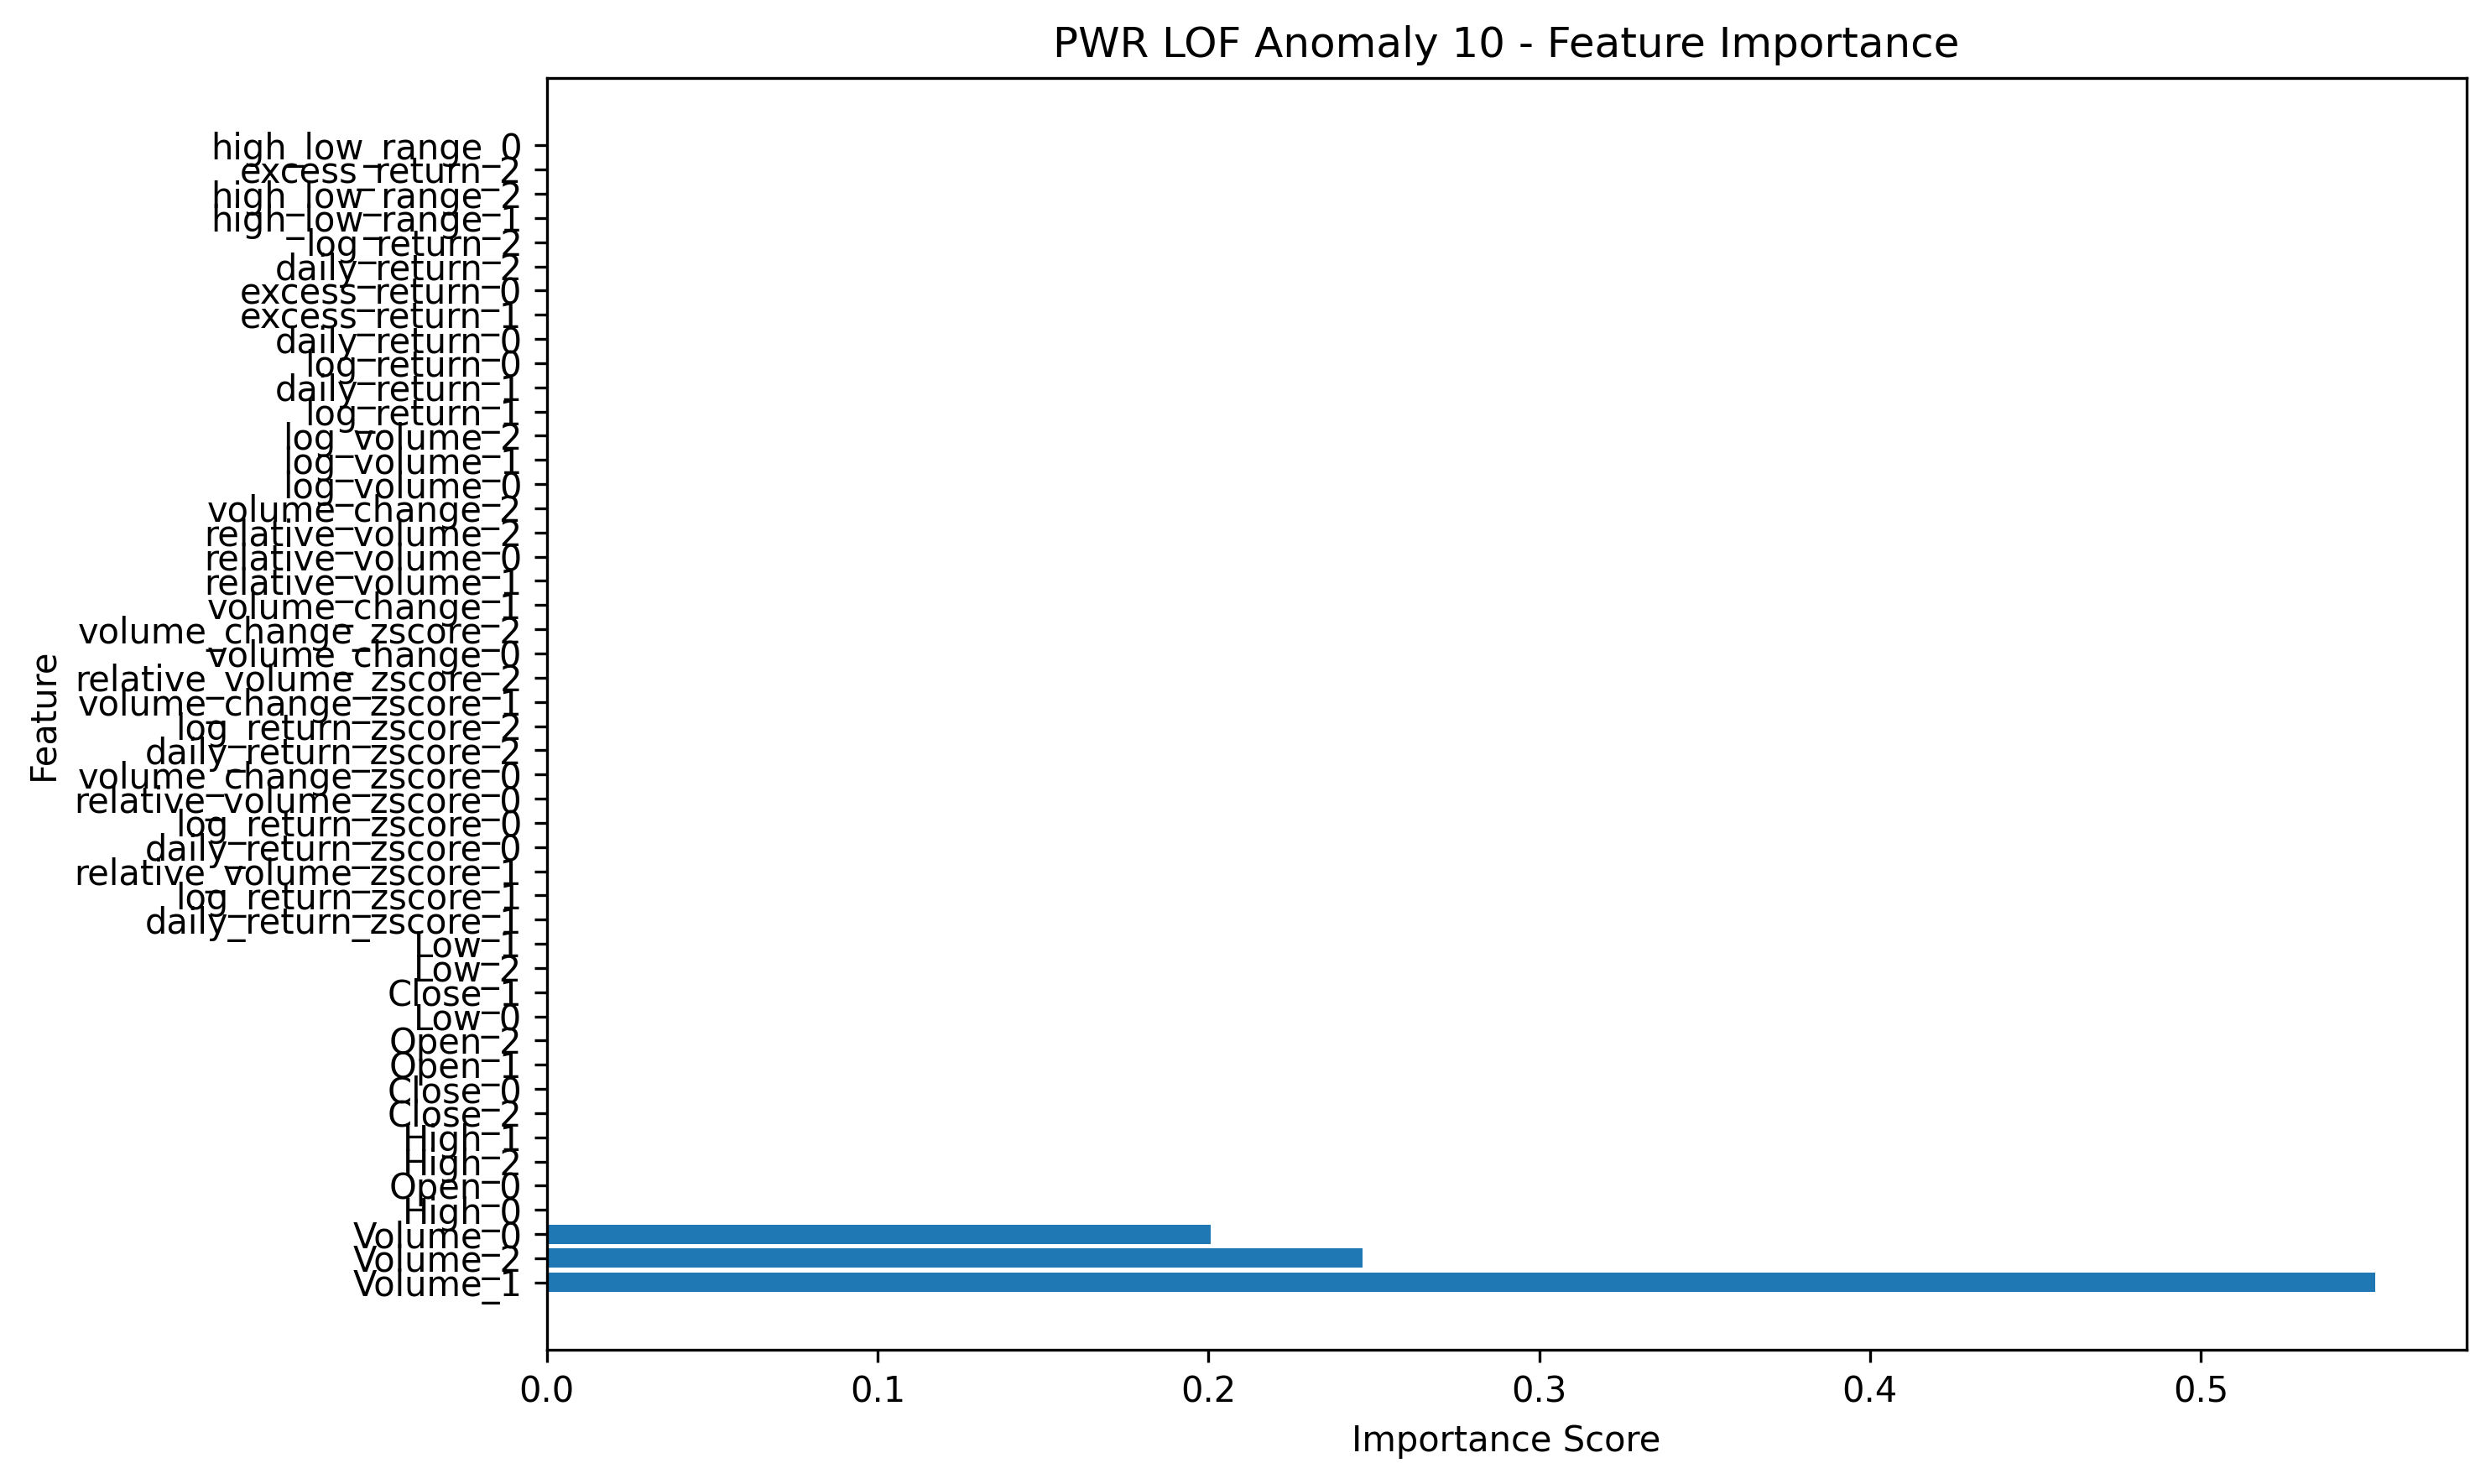 PWR LOF Anomaly 10 - Feature Importance
high_low_range_0
excess_return_2
high_low_range_2
high_low_range_1
log_return_2
daily_return_2
excess_return_0
excess_return_1
daily_return_0
log_return_0
daily_return_1
log_return_1
log_volume_2
log_volume_1
log_volume_0
volume_change_2
relative_volume_2
relative_volume_0
relative_volume_1
volume_change_1
volume_change_zscore_2
volume_change_0
relative_volume_zscore_2
volume_change_zscore_1
log_return_zscore_2
daily_return_zscore_2
volume_change_zscore_0
relative_volume_zscore_0
log_return_zscore_0
daily_return_zscore_0
relative_volume_zscore_1
log_return_zscore_1
daily_return_zscore_1
Low_1
Low_2
Close_1
Low_0
Open_2
Open_1
Close_0
Close_2
High_1
High_2
Open_0
High_0
Volume_0
Volume_2
Volume_1
Feature
0.0 0.1 0.2 0.3 0.4 0.5
Importance Score